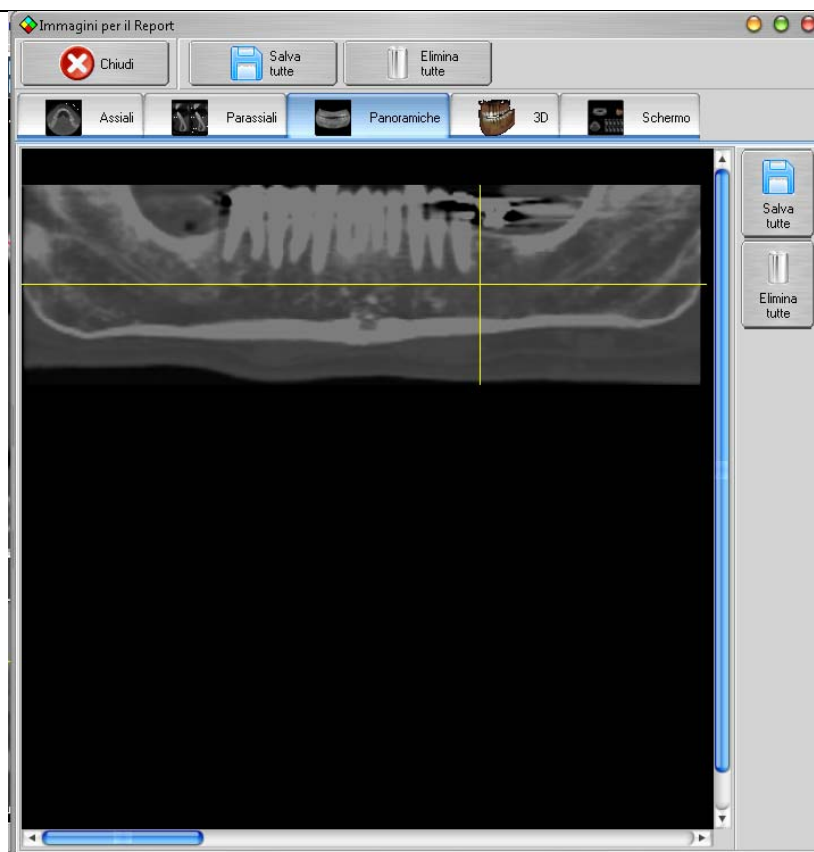 Immagini per il Report
Chiudi
Salva
tutte
Elimina
tutte
Assiali
Parassiali
Panoramiche
3D
Schermo
Salva
tutte
Elimina
tutte